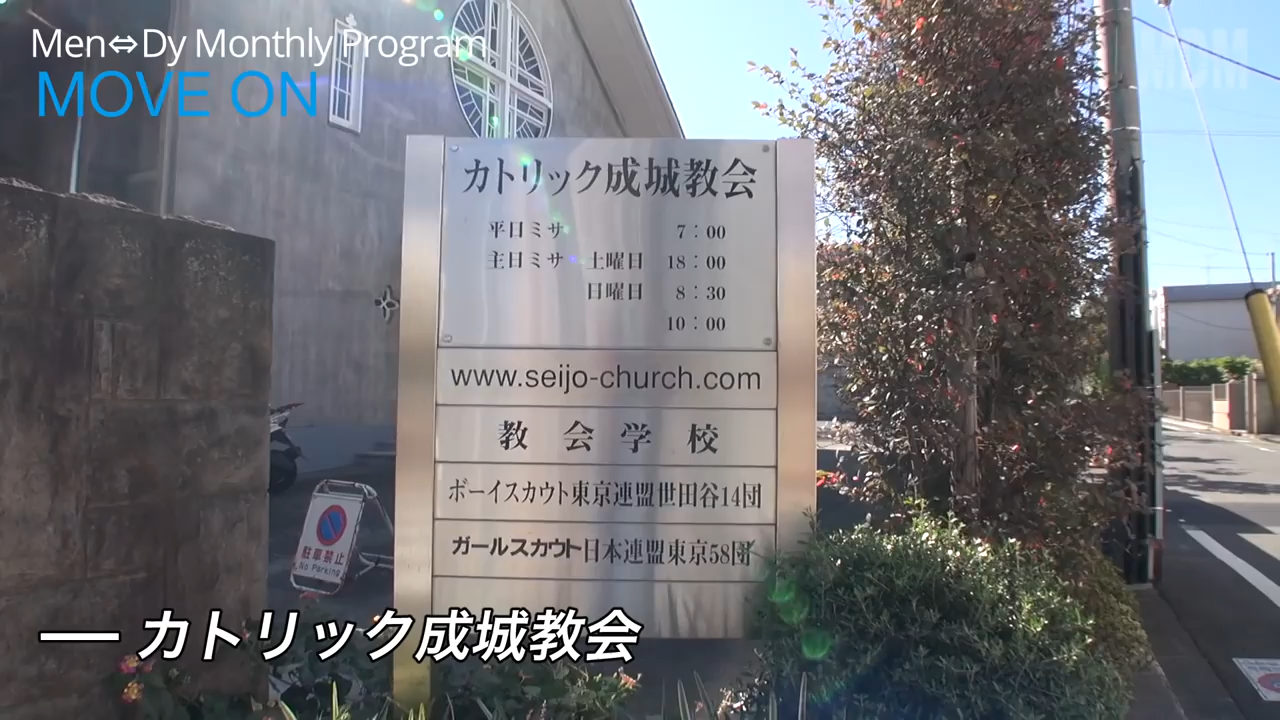 Men⇔Dy Monthly Program
MOVE ON
MCM
カトリック成城教会
平日ミサ 7:00
主日ミサ 土曜日 18:00
日曜日 8:30
10:00
www.seijo-church.com
教会学校
ボーイスカウト東京連盟世田谷14団
ガールスカウト日本連盟東京58団
駐車禁止
No Parking
── カトリック成城教会